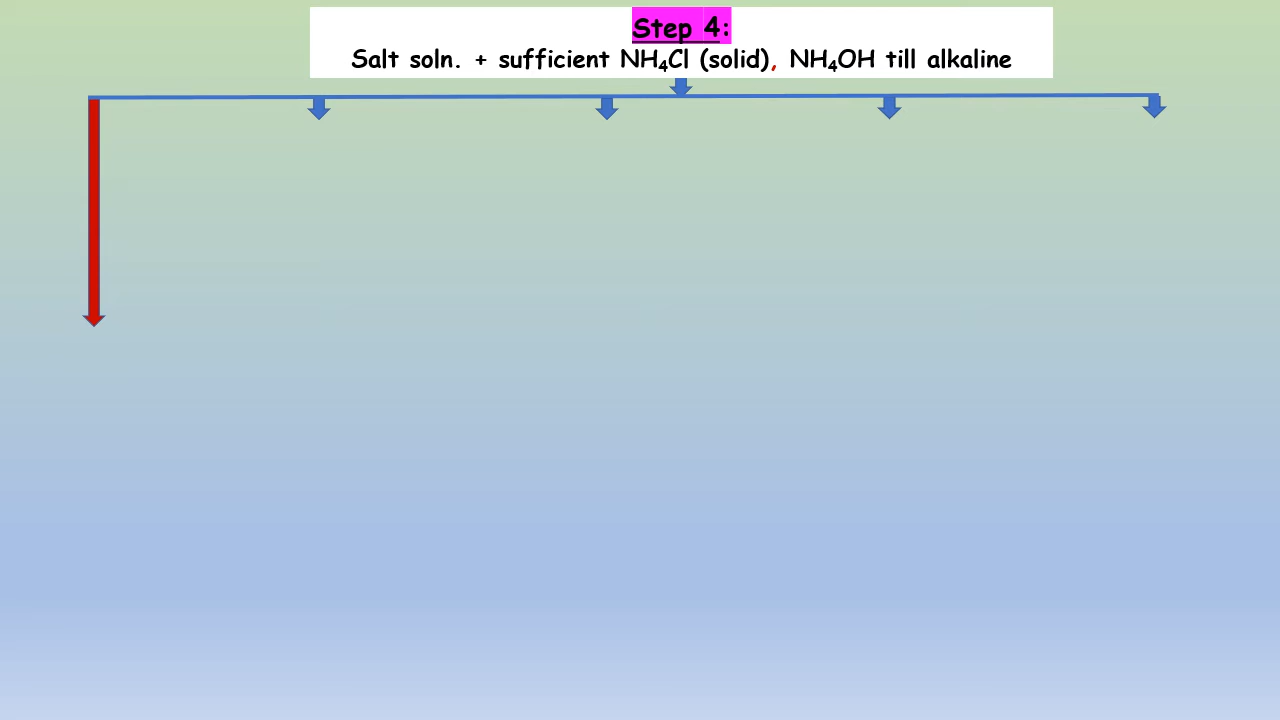 Step 4:
Salt soln. + sufficient NH₄Cl (solid), NH₄OH till alkaline